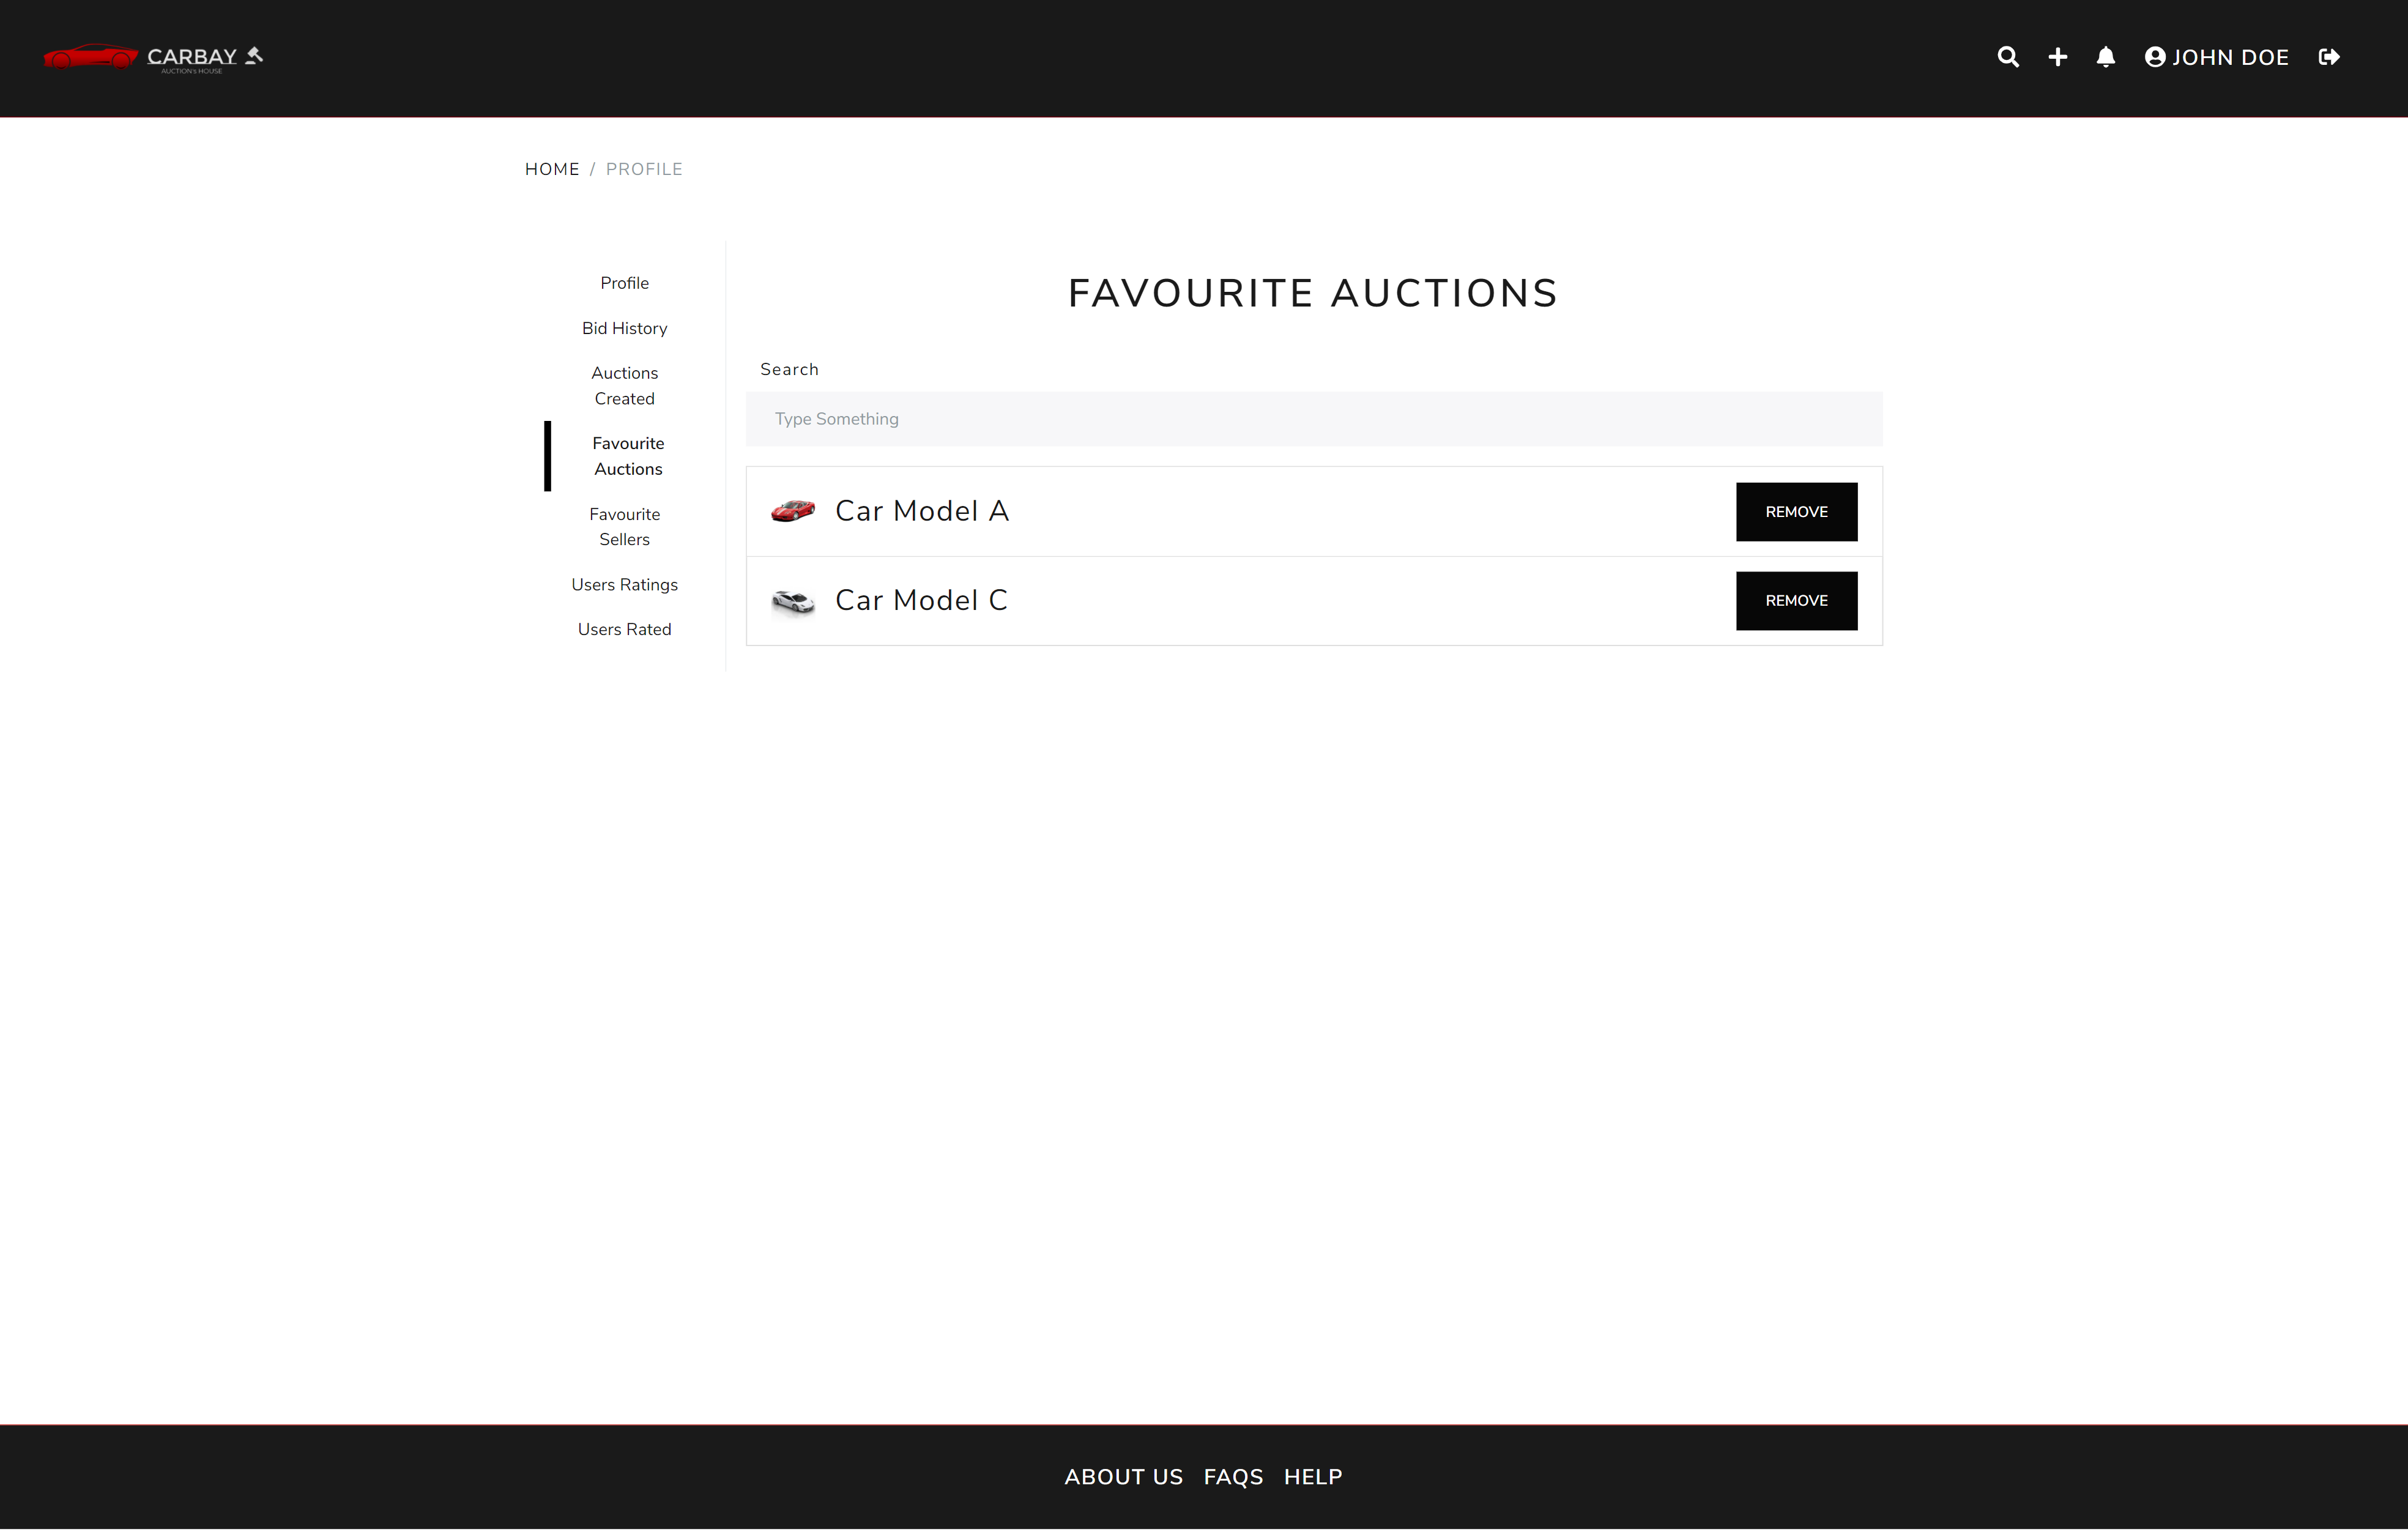 CARBAY
AUCTION's HOUSE
JOHN DOE
HOME / PROFILE
Profile
Bid History
Auctions
Created
Favourite
Auctions
Favourite
Sellers
Users Ratings
Users Rated
FAVOURITE AUCTIONS
Search
Type Something
Car Model A
REMOVE
Car Model C
REMOVE
ABOUT US FAQS HELP